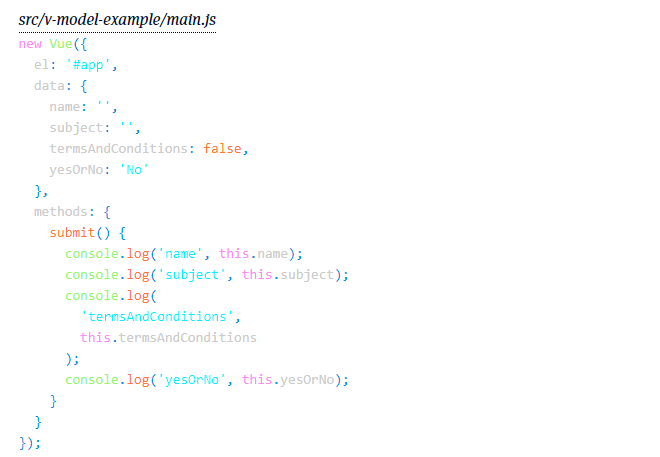 src/v-model-example/main.js
new Vue({
  el: '#app',
  data: {
    name: '',
    subject: '',
    termsAndConditions: false,
    yesOrNo: 'No'
  },
  methods: {
    submit() {
      console.log('name', this.name);
      console.log('subject', this.subject);
      console.log(
        'termsAndConditions',
        this.termsAndConditions
      );
      console.log('yesOrNo', this.yesOrNo);
    }
  }
});